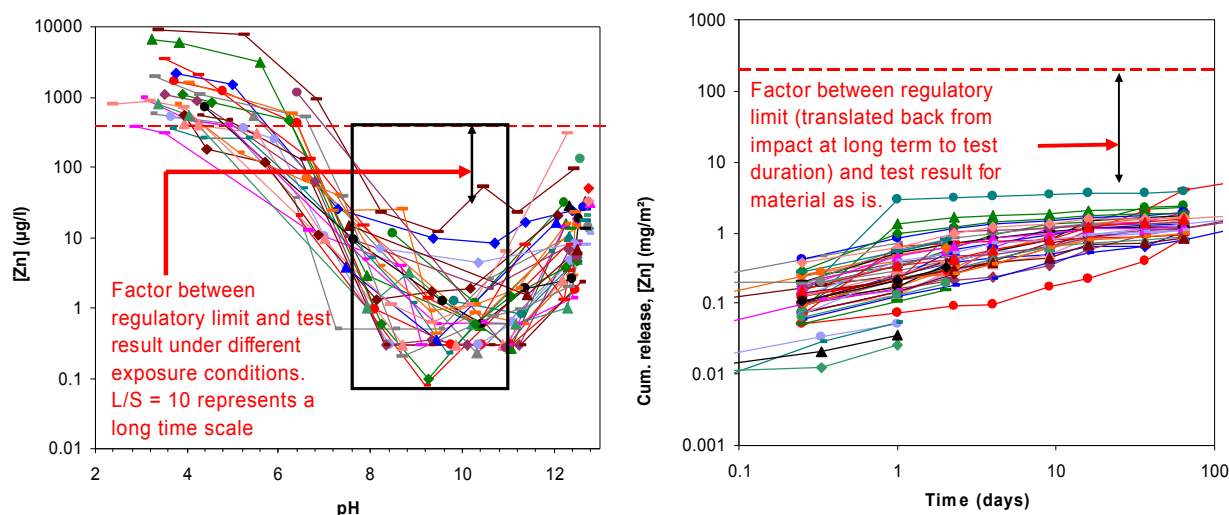 10000
1000
100
10
1
0.1
0.01
[Zn] (µg/l)
Factor between
regulatory limit and test
result under different
exposure conditions.
L/S = 10 represents a
long time scale
2 4 6 8 10 12
pH
1000
100
10
1
0.1
0.01
0.001
Cum. release, [Zn] (mg/m²)
Factor between regulatory
limit (translated back from
impact at long term to test
duration) and test result for
material as is.
0.1 1 10 100
Time (days)